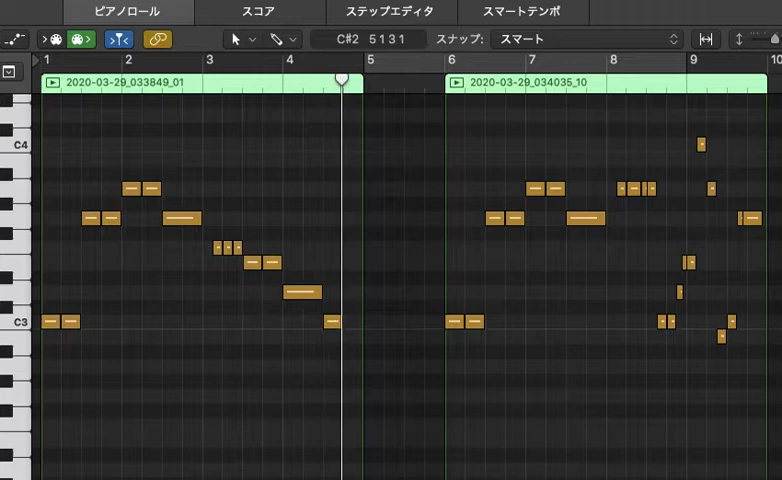 ピアノロール スコア ステップエディタ スマートテンポ
C#2 5 1 3 1 スナップ: スマート
1 2 3 4 5 6 7 8 9 10
2020-03-29_033849_01 2020-03-29_034035_10
C4
C3